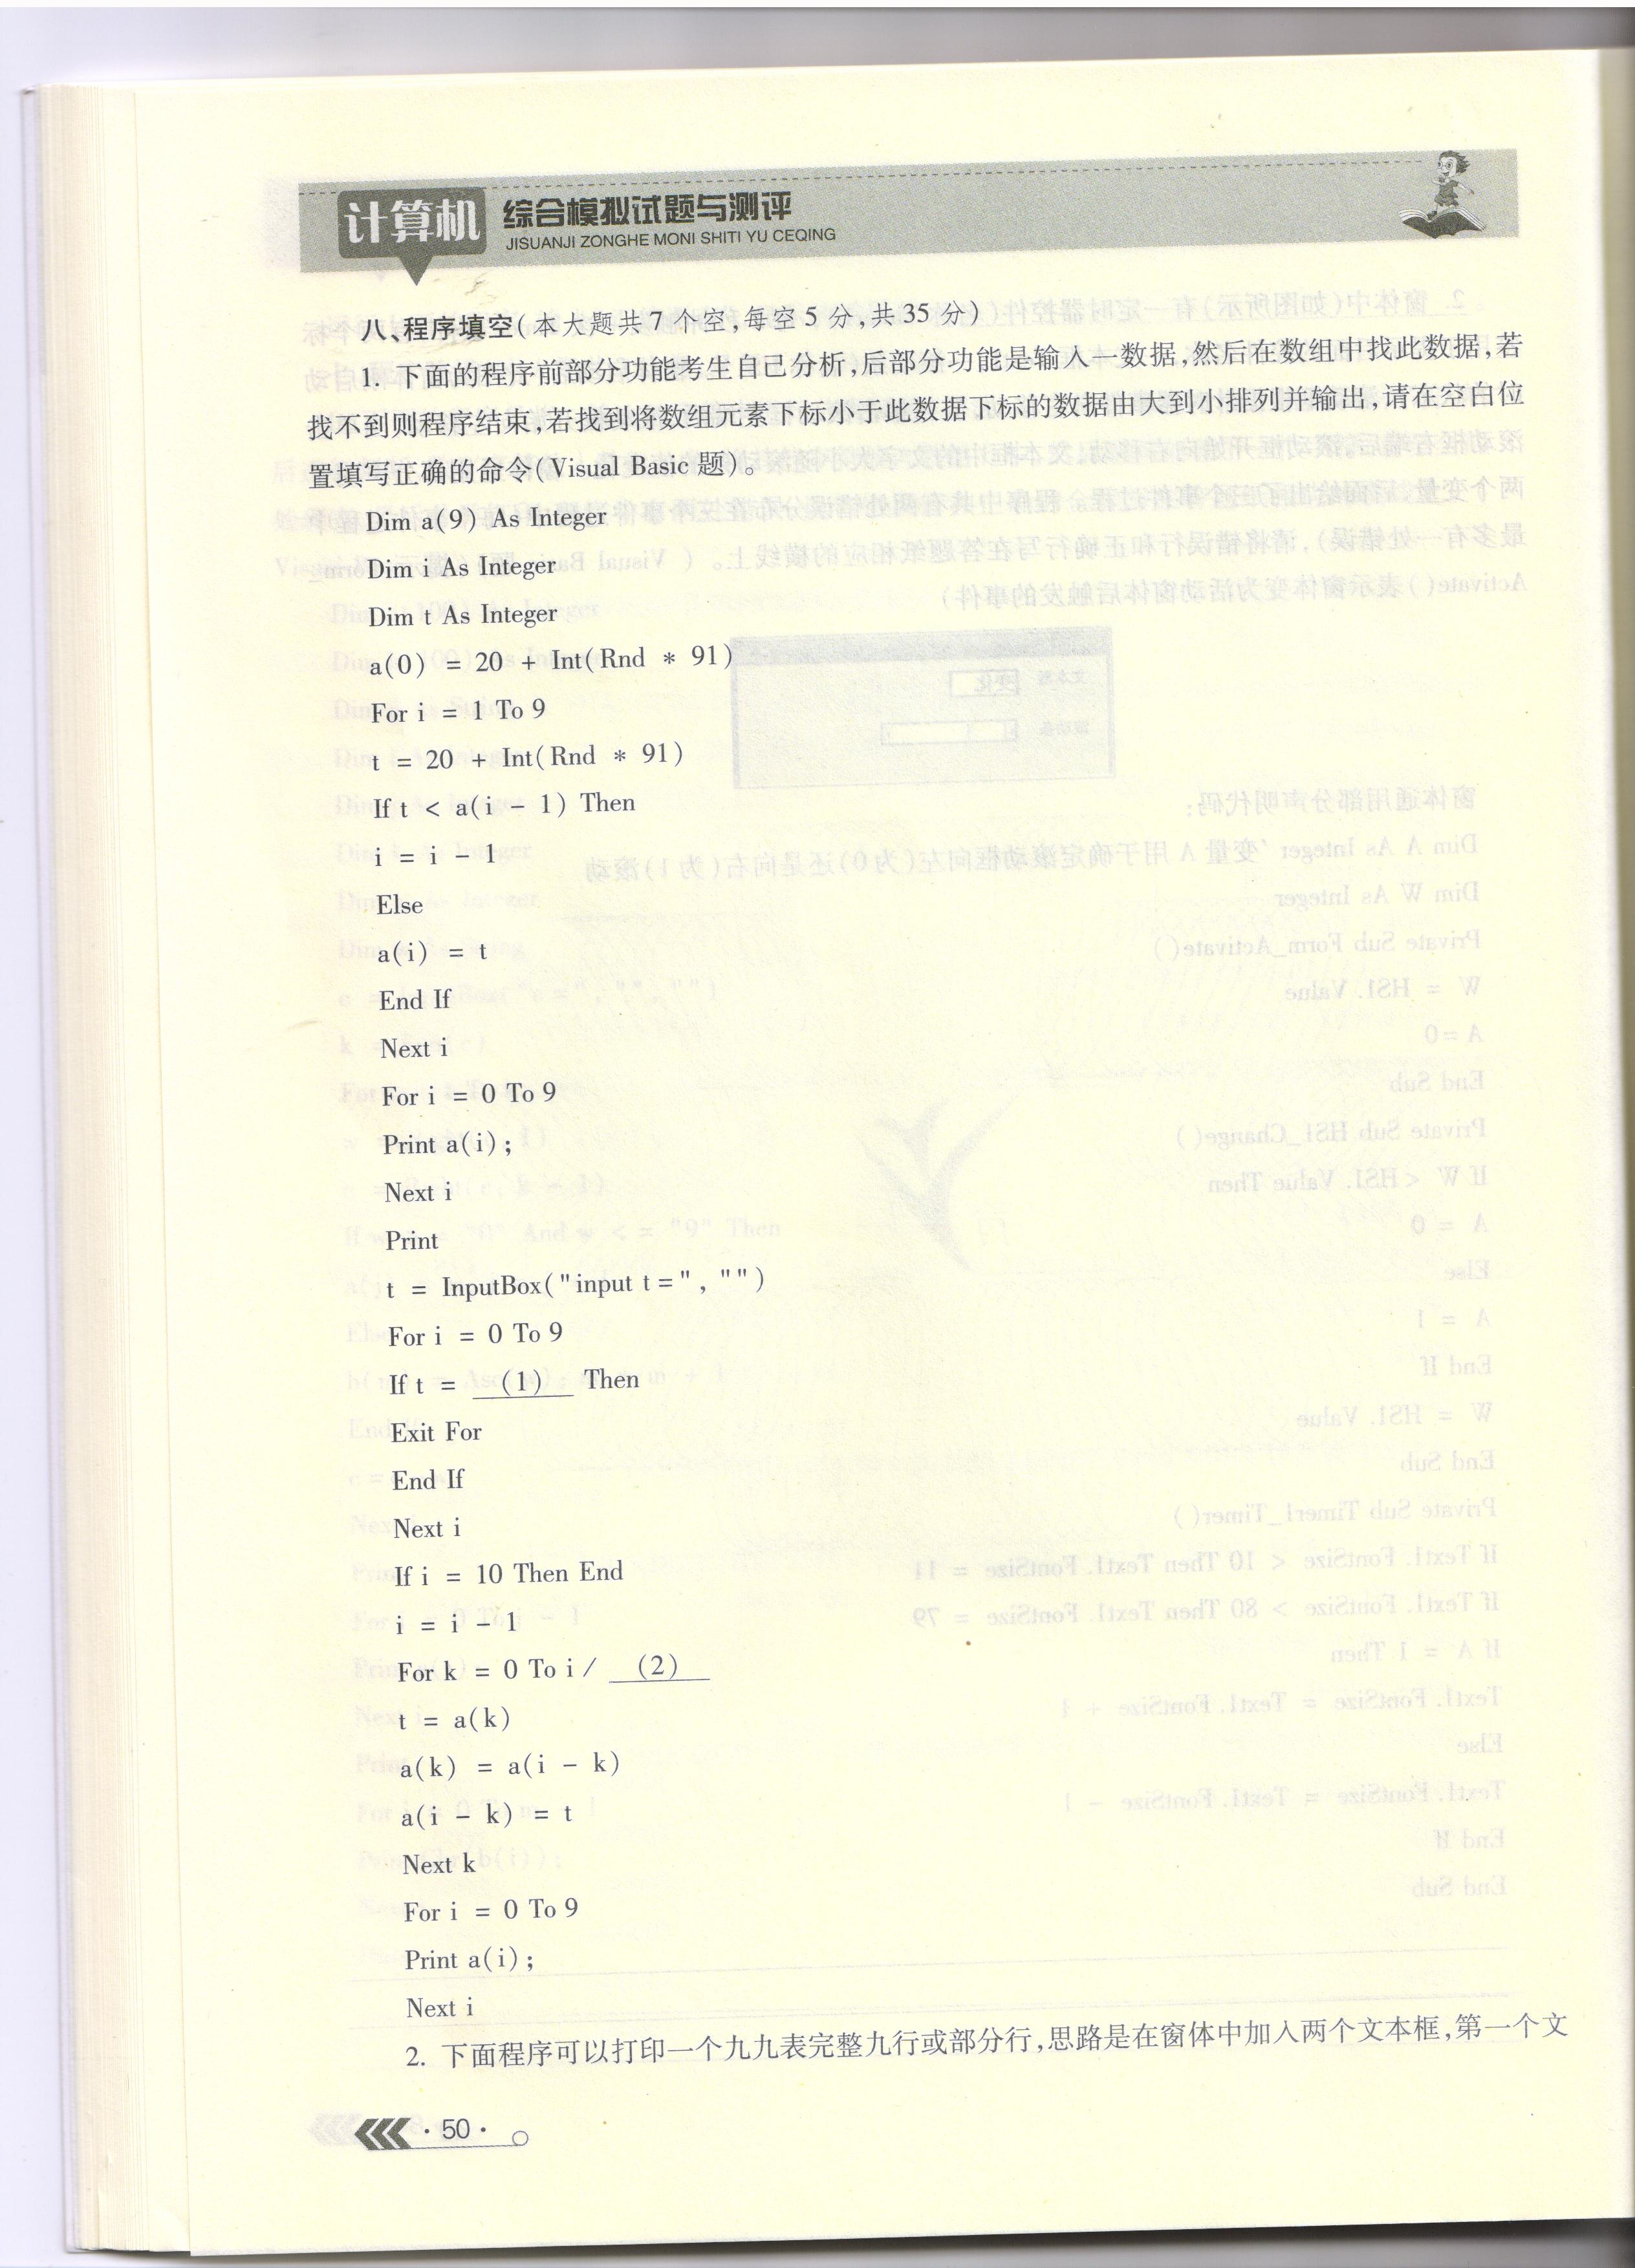 计算机 综合模拟试题与测评
JISUANJI ZONGHE MONI SHITI YU CEQING
八、程序填空(本大题共7个空,每空5分,共35分)
1. 下面的程序前部分功能考生自己分析,后部分功能是输入一数据,然后在数组中找此数据,若
找不到则程序结束,若找到将数组元素下标小于此数据下标的数据由大到小排列并输出,请在空白位
置填写正确的命令(Visual Basic 题)。
Dim a(9) As Integer
Dim i As Integer
Dim t As Integer
a(0) = 20 + Int(Rnd * 91)
For i = 1 To 9
t = 20 + Int(Rnd * 91)
If t < a(i - 1) Then
i = i - 1
Else
a(i) = t
End If
Next i
For i = 0 To 9
Print a(i);
Next i
Print
t = InputBox("input t=", "")
For i = 0 To 9
If t = (1) Then
Exit For
End If
Next i
If i = 10 Then End
i = i - 1
For k = 0 To i / (2)
t = a(k)
a(k) = a(i - k)
a(i - k) = t
Next k
For i = 0 To 9
Print a(i);
Next i
2. 下面程序可以打印一个九九表完整九行或部分行,思路是在窗体中加入两个文本框,第一个文
· 50 ·